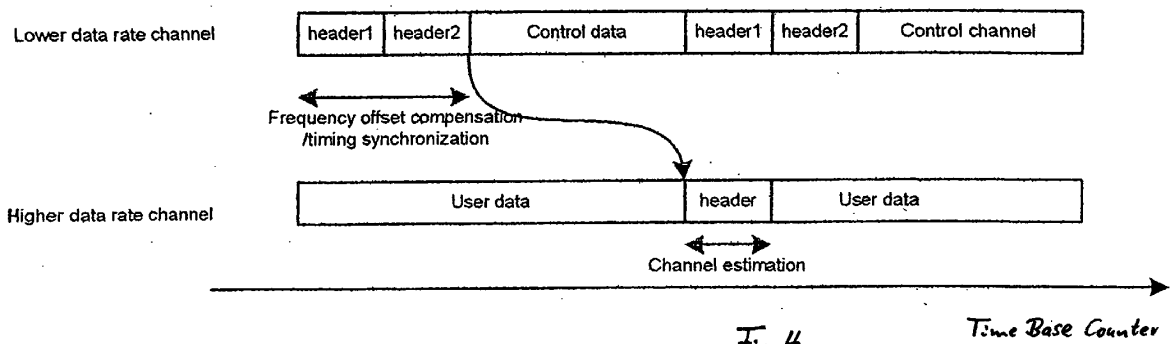 Lower data rate channel header1 header2 Control data header1 header2 Control channel
Frequency offset compensation
/timing synchronization
Higher data rate channel User data header User data
Channel estimation
Time Base Counter